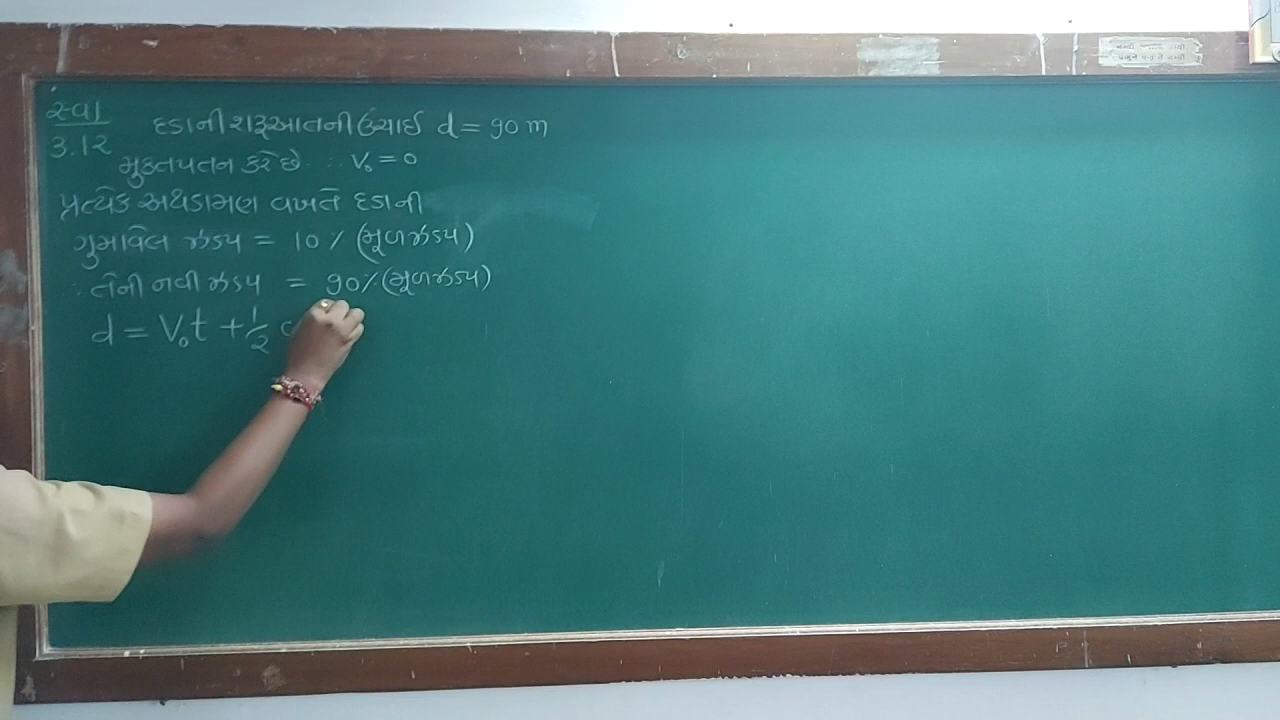 સ્વા
3.12
દડાની શરૂઆતની ઉંચાઈ d = 90 m
મુકતપતન કરે છે ∴ V₀ = 0
પ્રત્યેક અથડામણ વખતે દડાની
ગુમાવેલ ઝડપ = 10 % (મૂળઝડપ)
∴ તેની નવી ઝડપ = 90 % (મૂળઝડપ)
d = V₀t + 1/2